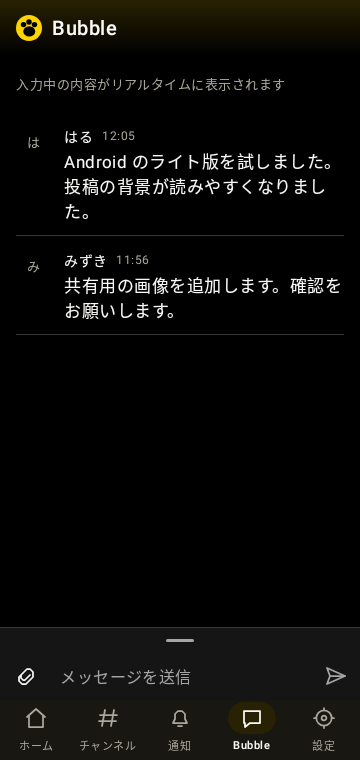 Bubble
入力中の内容がリアルタイムに表示されます
は
はる 12:05
Android のライト版を試しました。
投稿の背景が読みやすくなりまし
た。
み
みずき 11:56
共有用の画像を追加します。確認を
お願いします。
メッセージを送信
ホーム チャンネル 通知 Bubble 設定